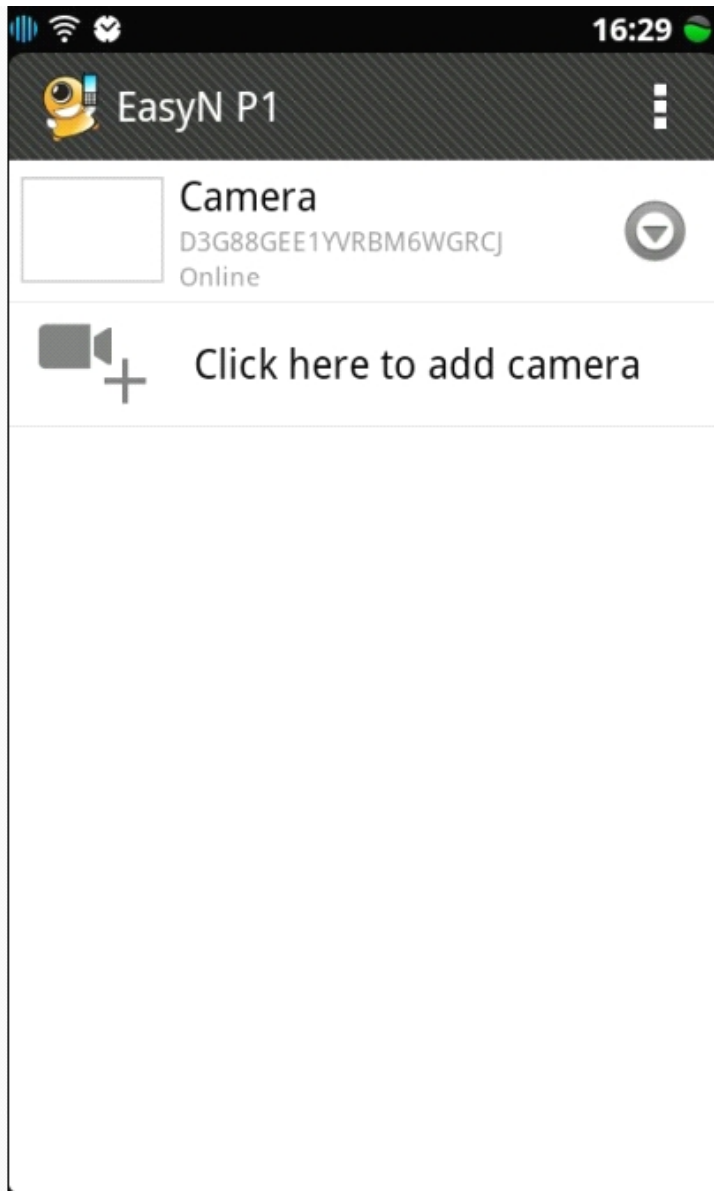 16:29
EasyN P1
Camera
D3G88GEE1YVRBM6WGRCJ
Online
Click here to add camera